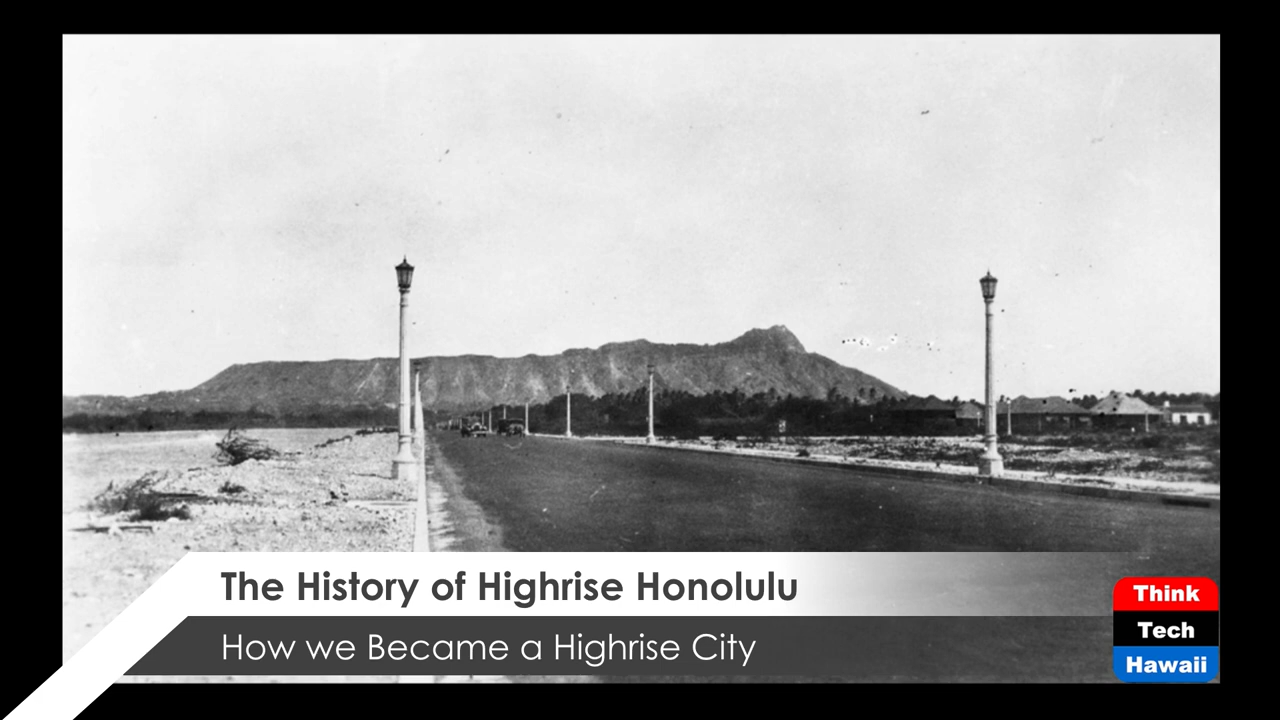 The History of Highrise Honolulu
How we Became a Highrise City
Think
Tech
Hawaii